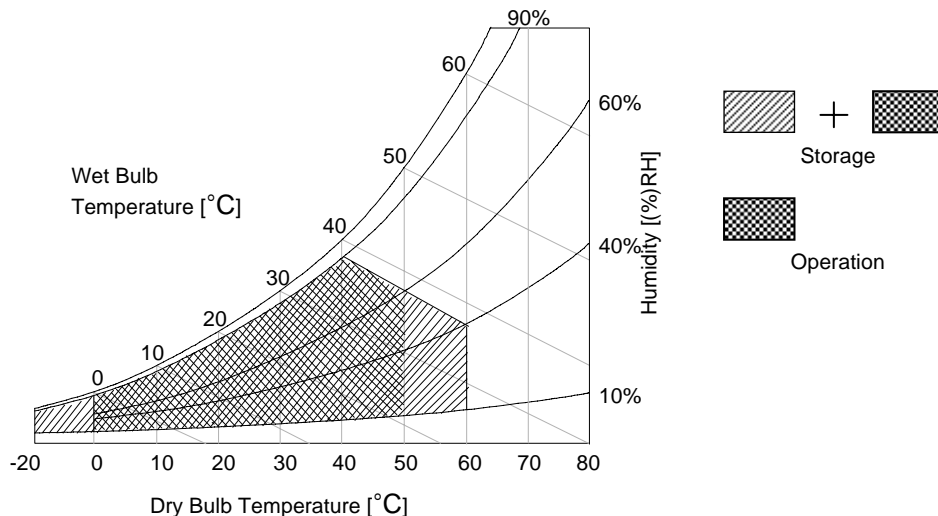 90%
60
60%
50
Wet Bulb
Temperature [°C]
40
30
20
10
0
40%
10%
Humidity [(%)RH]
-20 0 10 20 30 40 50 60 70 80
Dry Bulb Temperature [°C]
+
Storage
Operation